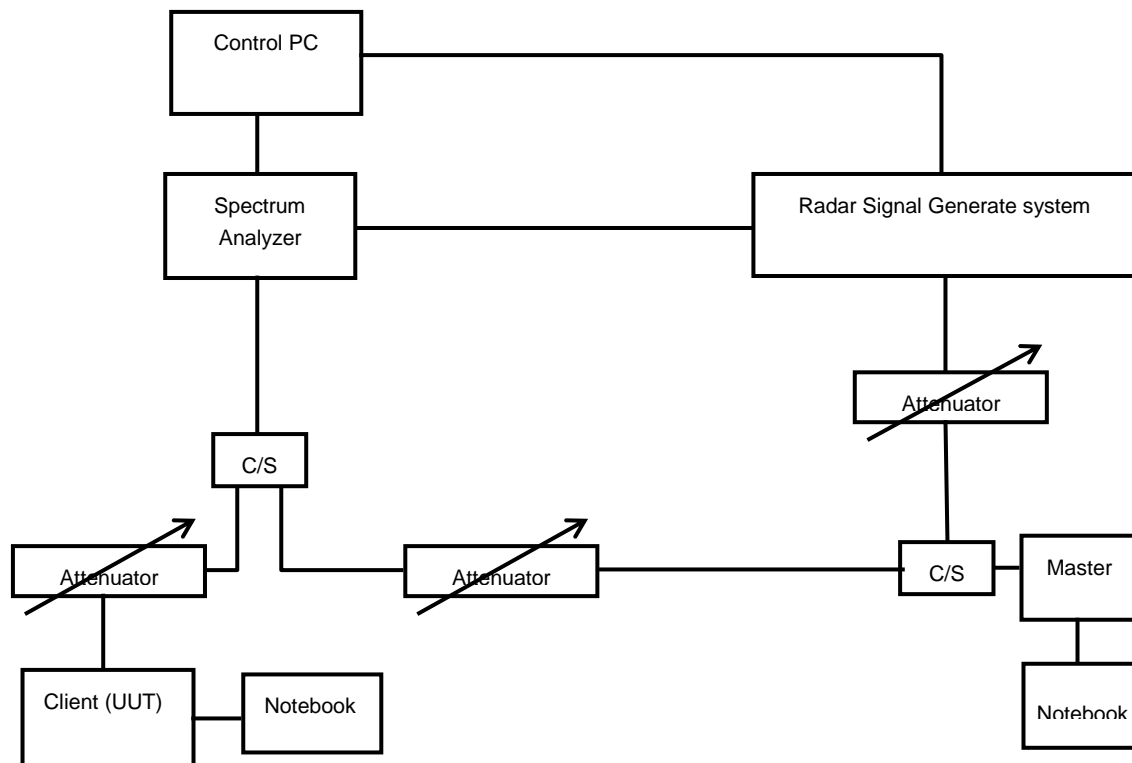 Control PC
Spectrum
Analyzer
Radar Signal Generate system
Attenuator
C/S
Attenuator
Attenuator
C/S
Master
Client (UUT)
Notebook
Notebook